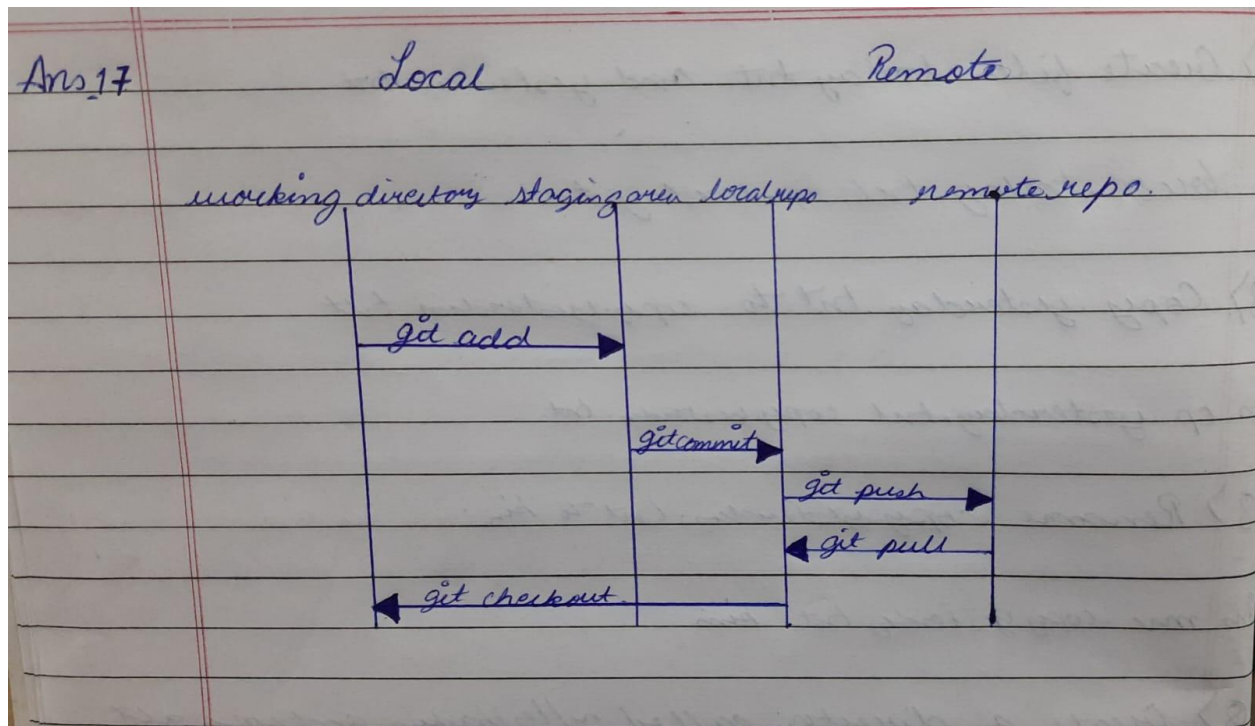 Ans 17 Local Remote
working directory staging area local repo remote repo.
git add
git commit
git push
git pull
git checkout